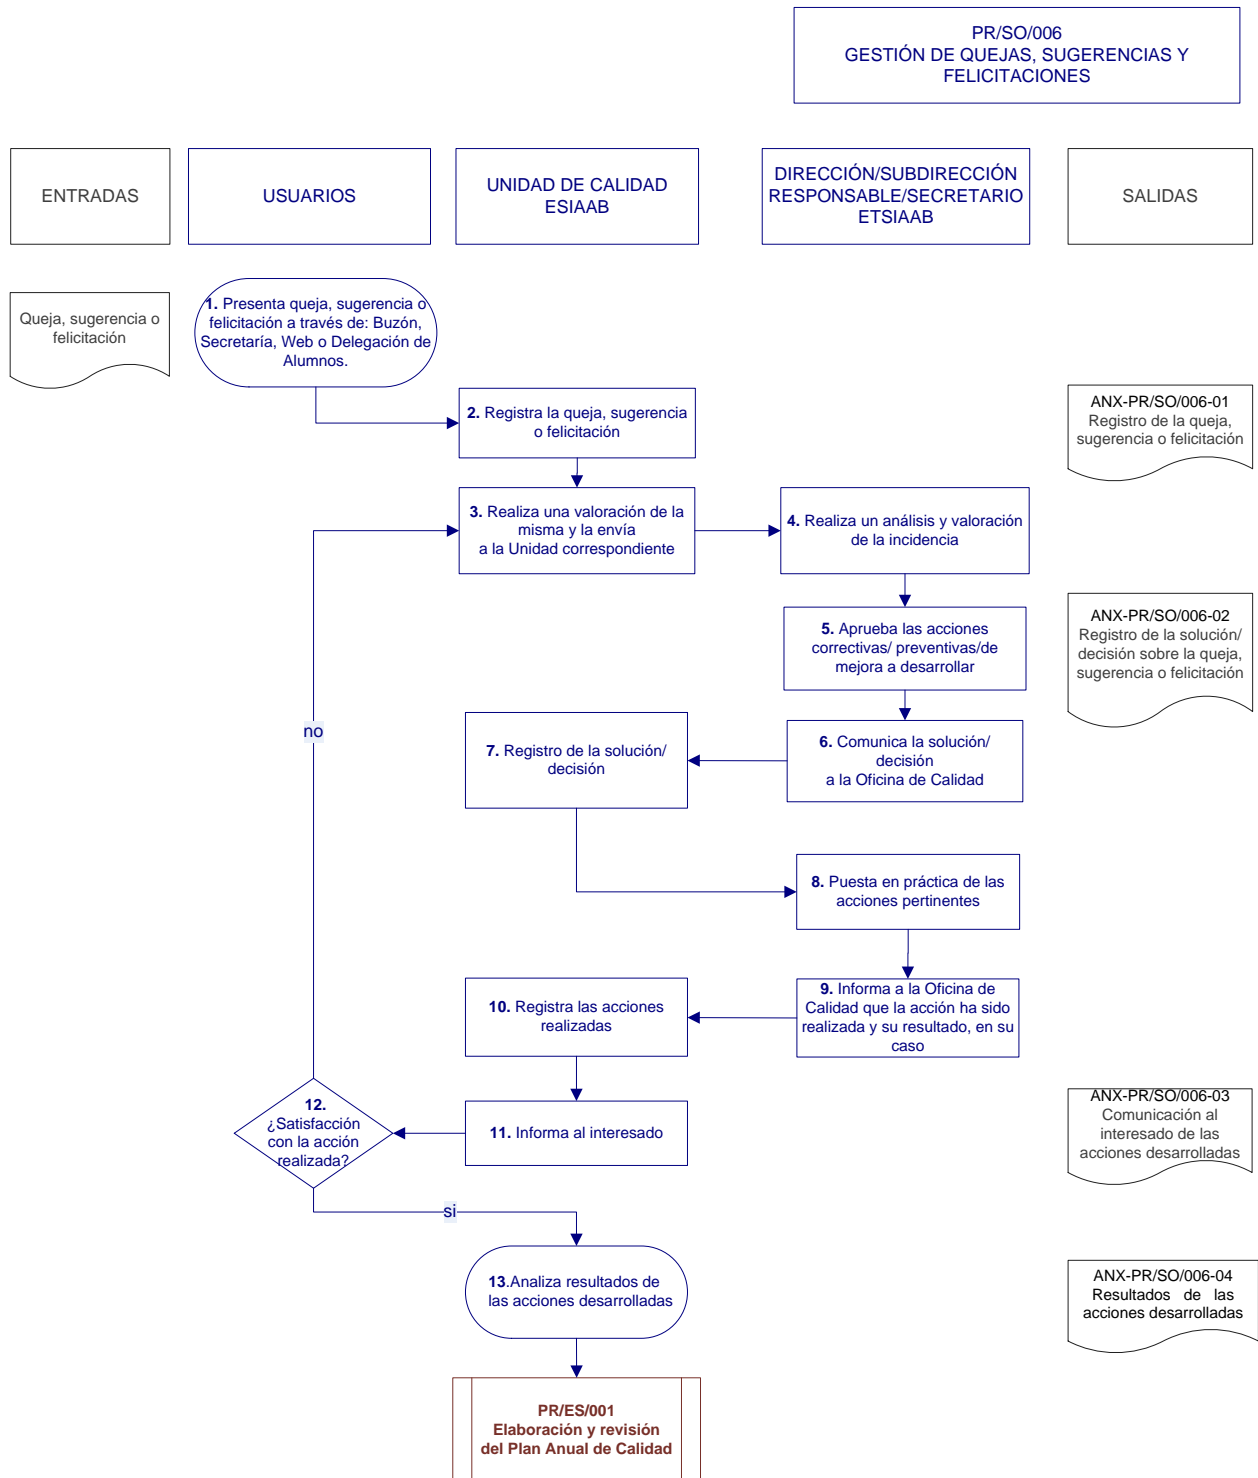 PR/SO/006
GESTIÓN DE QUEJAS, SUGERENCIAS Y
FELICITACIONES
ENTRADAS
USUARIOS
UNIDAD DE CALIDAD
ESIAAB
DIRECCIÓN/SUBDIRECCIÓN
RESPONSABLE/SECRETARIO
ETSIAAB
SALIDAS
Queja, sugerencia o
felicitación
1. Presenta queja, sugerencia o
felicitación a través de: Buzón,
Secretaría, Web o Delegación de
Alumnos.
2. Registra la queja, sugerencia
o felicitación
ANX-PR/SO/006-01
Registro de la queja,
sugerencia o felicitación
3. Realiza una valoración de la
misma y la envía
a la Unidad correspondiente
4. Realiza un análisis y valoración
de la incidencia
5. Aprueba las acciones
correctivas/ preventivas/de
mejora a desarrollar
ANX-PR/SO/006-02
Registro de la solución/
decisión sobre la queja,
sugerencia o felicitación
no
7. Registro de la solución/
decisión
6. Comunica la solución/
decisión
a la Oficina de Calidad
8. Puesta en práctica de las
acciones pertinentes
10. Registra las acciones
realizadas
9. Informa a la Oficina de
Calidad que la acción ha sido
realizada y su resultado, en su
caso
12.
¿Satisfacción
con la acción
realizada?
11. Informa al interesado
ANX-PR/SO/006-03
Comunicación al
interesado de las
acciones desarrolladas
si
13.Analiza resultados de
las acciones desarrolladas
ANX-PR/SO/006-04
Resultados de las
acciones desarrolladas
PR/ES/001
Elaboración y revisión
del Plan Anual de Calidad